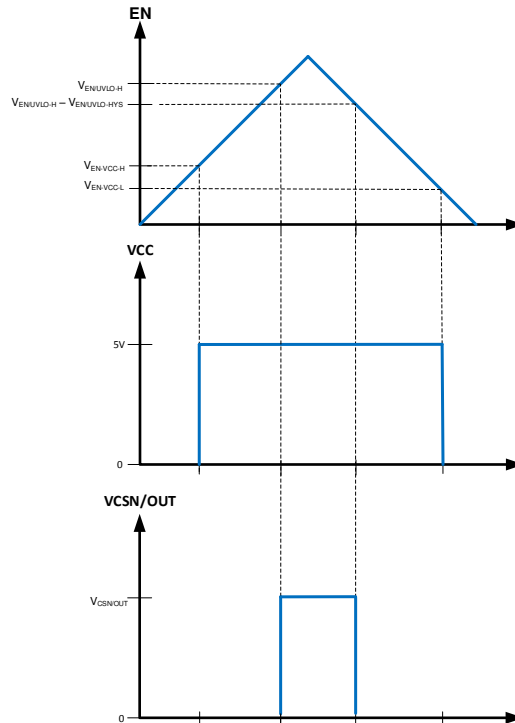 EN
VEN/UVLO-H
VEN/UVLO-H – VEN/UVLO-HYS
VEN-VCC-H
VEN-VCC-L
VCC
5V
0
VCSN/OUT
VCSN/OUT
0